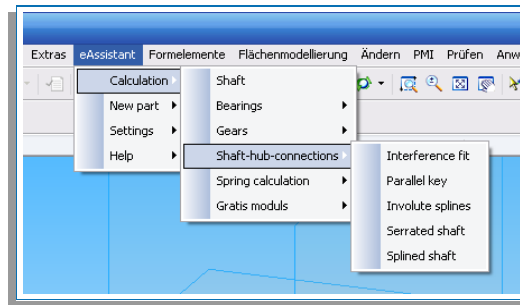 Extras eAssistant Formelemente Flächenmodellierung Ändern PMI Prüfen Anw
Calculation Shaft
New part Bearings
Settings Gears
Help Shaft-hub-connections Interference fit
Spring calculation Parallel key
Gratis moduls Involute splines
Serrated shaft
Splined shaft